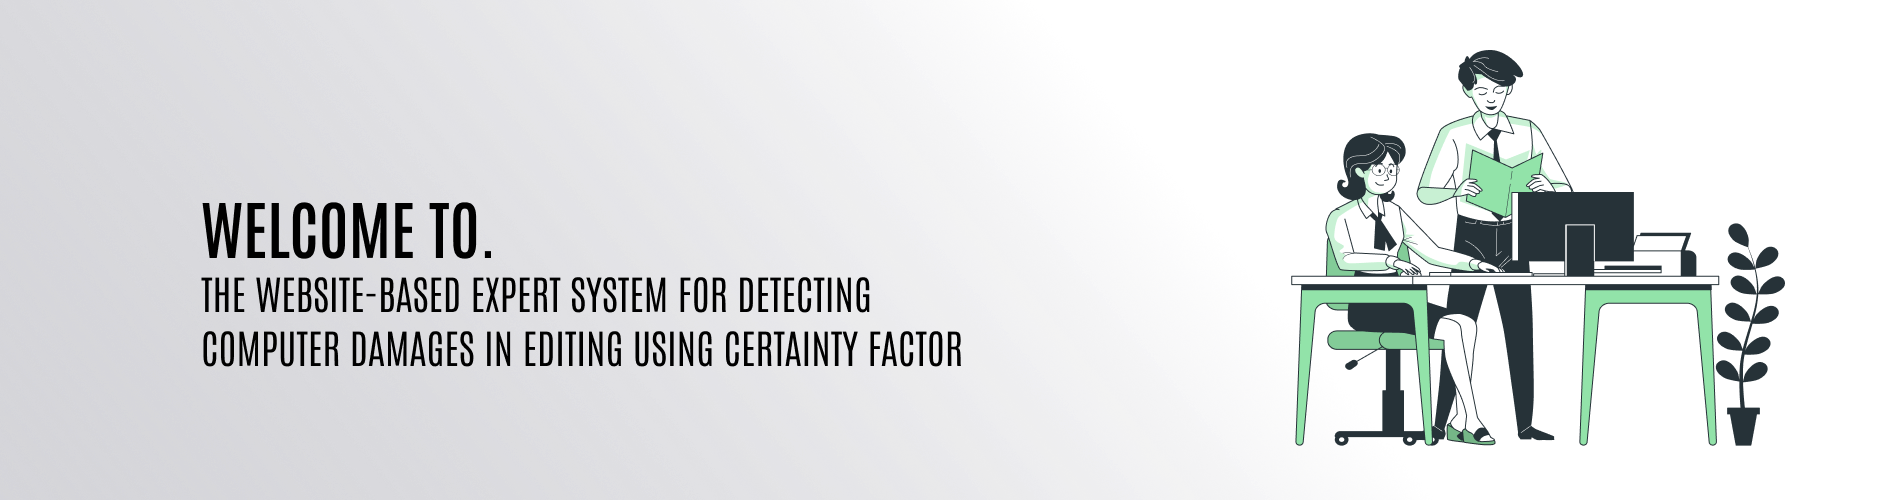 WELCOME TO.
THE WEBSITE-BASED EXPERT SYSTEM FOR DETECTING
COMPUTER DAMAGES IN EDITING USING CERTAINTY FACTOR